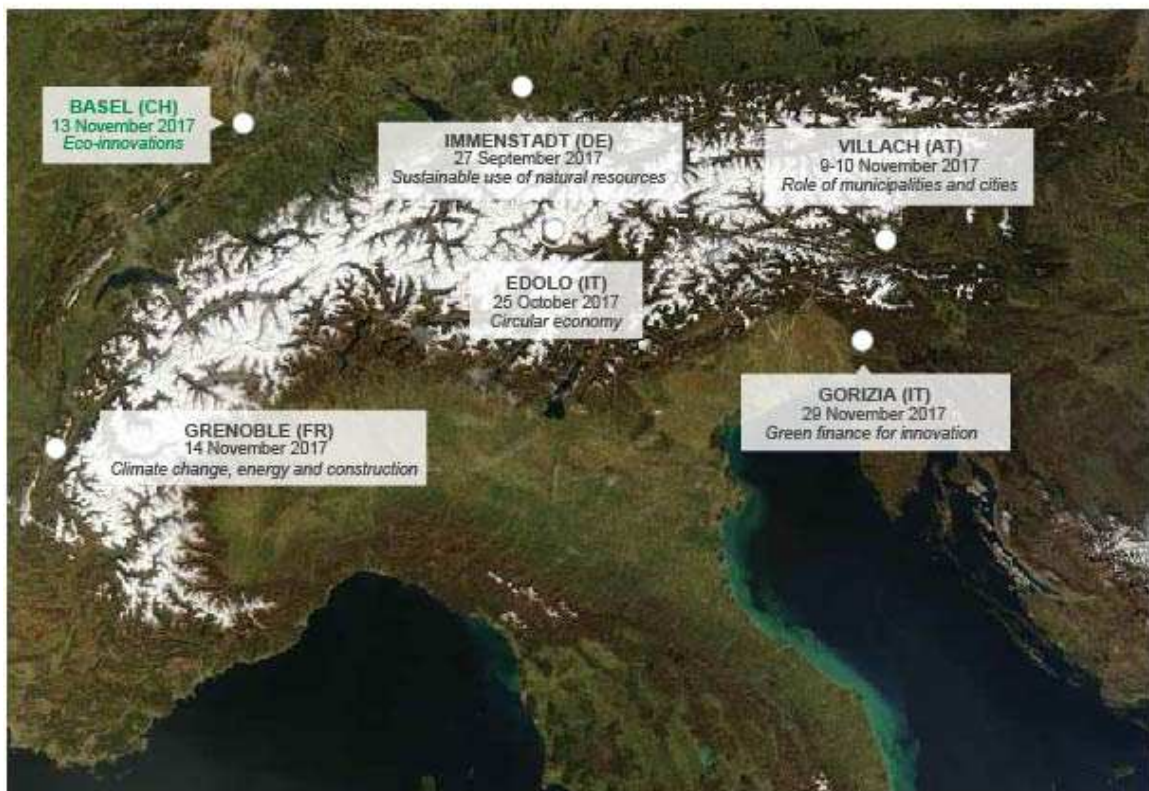 BASEL (CH)
13 November 2017
Eco-innovations
IMMENSTADT (DE)
27 September 2017
Sustainable use of natural resources
VILLACH (AT)
9-10 November 2017
Role of municipalities and cities
EDOLO (IT)
25 October 2017
Circular economy
GORIZIA (IT)
29 November 2017
Green finance for innovation
GRENOBLE (FR)
14 November 2017
Climate change, energy and construction